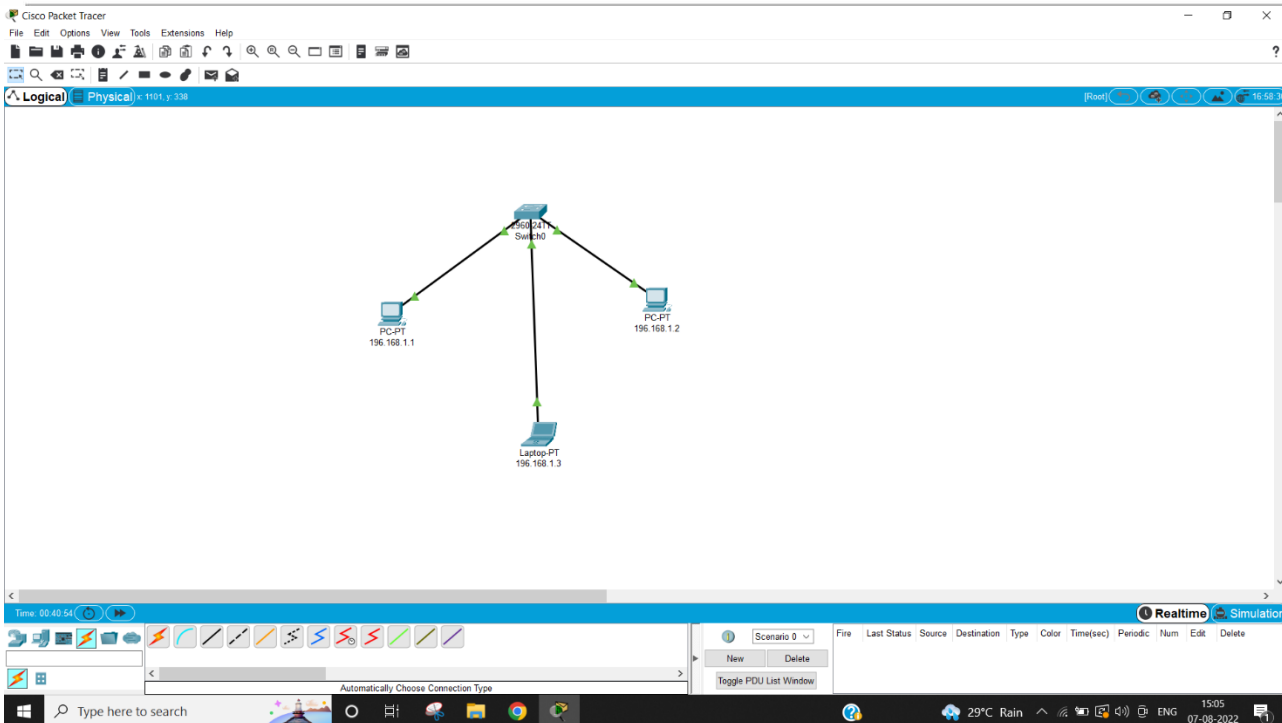 Cisco Packet Tracer
File Edit Options View Tools Extensions Help
?
Logical Physical x: 1101, y: 338 [Root] 16:58:3
2960-24TT
Switch0
PC-PT
196.168.1.1
PC-PT
196.168.1.2
Laptop-PT
196.168.1.3
Time: 00:40:54 Realtime Simulation
Scenario 0 Fire Last Status Source Destination Type Color Time(sec) Periodic Num Edit Delete
New Delete
Toggle PDU List Window
Automatically Choose Connection Type
Type here to search 29°C Rain ENG 15:05
07-08-2022